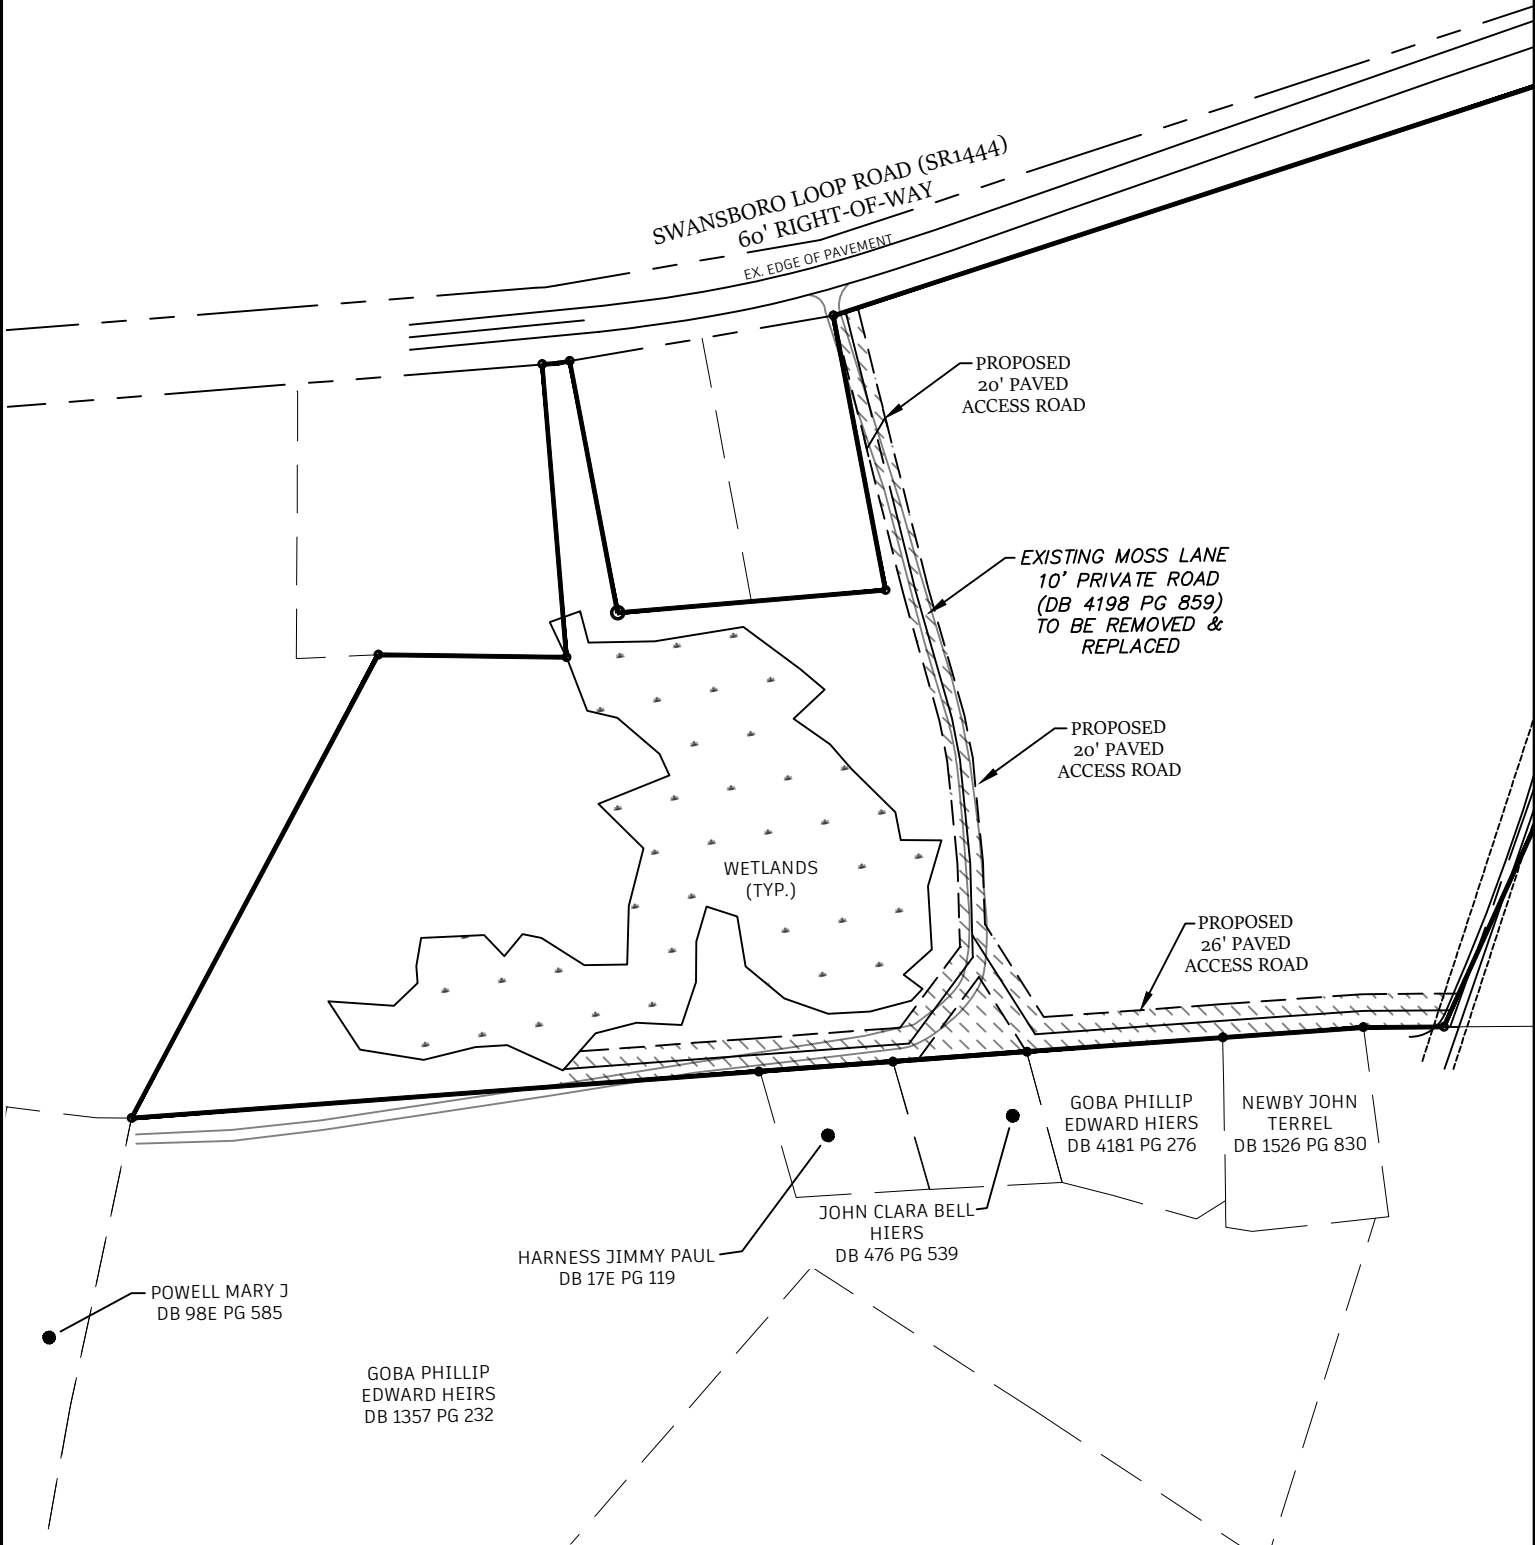 SWANSBORO LOOP ROAD (SR1444)
60' RIGHT-OF-WAY
EX. EDGE OF PAVEMENT
PROPOSED
20' PAVED
ACCESS ROAD
EXISTING MOSS LANE
10' PRIVATE ROAD
(DB 4198 PG 859)
TO BE REMOVED &
REPLACED
PROPOSED
20' PAVED
ACCESS ROAD
WETLANDS
(TYP.)
PROPOSED
26' PAVED
ACCESS ROAD
GOBA PHILLIP
EDWARD HIERS
DB 4181 PG 276
NEWBY JOHN
TERREL
DB 1526 PG 830
JOHN CLARA BELL
HIERS
DB 476 PG 539
HARNESS JIMMY PAUL
DB 17E PG 119
POWELL MARY J
DB 98E PG 585
GOBA PHILLIP
EDWARD HEIRS
DB 1357 PG 232